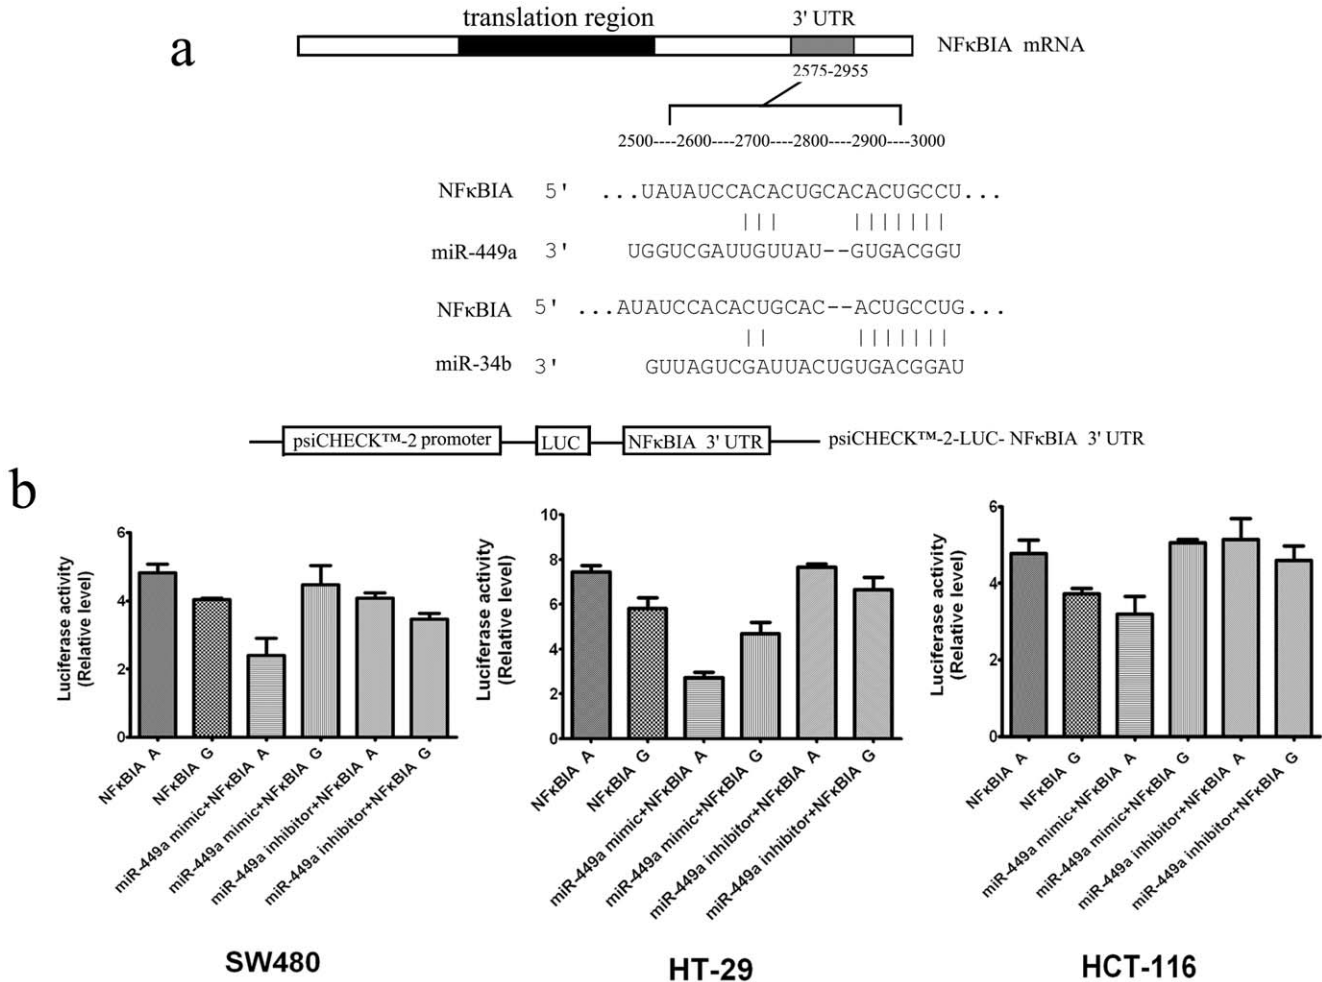 a
translation region
3' UTR
NFκBIA mRNA
2575-2955
2500----2600----2700----2800----2900----3000
NFκBIA 5' ...UAUAUCCACACUGCACACUGCCU...
miR-449a 3' UGGUCGAUUGUUAU--GUGACGGU
NFκBIA 5' ...AUAUCCACACUGCAC--ACUGCCUG...
miR-34b 3' GUUAGUCGAUUACUGUGACGGAU
psiCHECK™-2 promoter
LUC
NFκBIA 3' UTR
psiCHECK™-2-LUC- NFκBIA 3' UTR
b
Luciferase activity
(Relative level)
6
4
2
0
NFκBIA A
NFκBIA G
miR-449a mimic+NFκBIA A
miR-449a mimic+NFκBIA G
miR-449a inhibitor+NFκBIA A
miR-449a inhibitor+NFκBIA G
SW480
Luciferase activity
(Relative level)
10
8
6
4
2
0
NFκBIA A
NFκBIA G
miR-449a mimic+NFκBIA A
miR-449a mimic+NFκBIA G
miR-449a inhibitor+NFκBIA A
miR-449a inhibitor+NFκBIA G
HT-29
Luciferase activity
(Relative level)
6
4
2
0
NFκBIA A
NFκBIA G
miR-449a mimic+NFκBIA A
miR-449a mimic+NFκBIA G
miR-449a inhibitor+NFκBIA A
miR-449a inhibitor+NFκBIA G
HCT-116